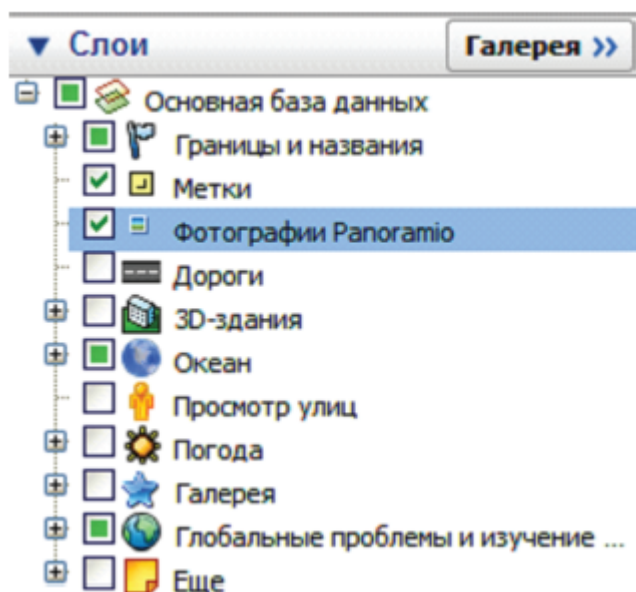 Слои
Галерея »
Основная база данных
Границы и названия
Метки
Фотографии Panoramio
Дороги
3D-здания
Океан
Просмотр улиц
Погода
Галерея
Глобальные проблемы и изучение ...
Еще